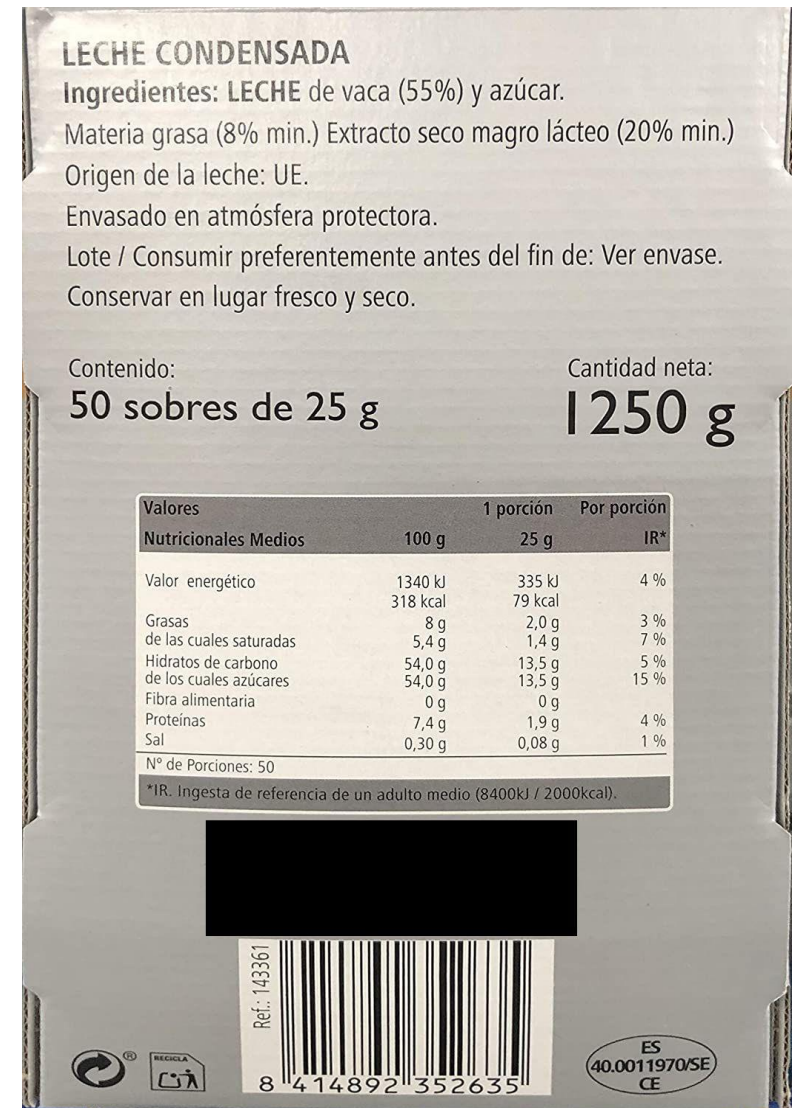 LECHE CONDENSADA
Ingredientes: LECHE de vaca (55%) y azúcar.
Materia grasa (8% min.) Extracto seco magro lácteo (20% min.)
Origen de la leche: UE.
Envasado en atmósfera protectora.
Lote / Consumir preferentemente antes del fin de: Ver envase.
Conservar en lugar fresco y seco.
Contenido: Cantidad neta:
50 sobres de 25 g 1250 g
Valores 1 porción Por porción
Nutricionales Medios 100 g 25 g IR*
Valor energético 1340 kJ 335 kJ 4 %
318 kcal 79 kcal
Grasas 8 g 2,0 g 3 %
de las cuales saturadas 5,4 g 1,4 g 7 %
Hidratos de carbono 54,0 g 13,5 g 5 %
de los cuales azúcares 54,0 g 13,5 g 15 %
Fibra alimentaria 0 g 0 g
Proteínas 7,4 g 1,9 g 4 %
Sal 0,30 g 0,08 g 1 %
Nº de Porciones: 50
*IR. Ingesta de referencia de un adulto medio (8400kJ / 2000kcal).
Ref.: 143361
8 414892 352635
®
RECICLA
ES
40.0011970/SE
CE